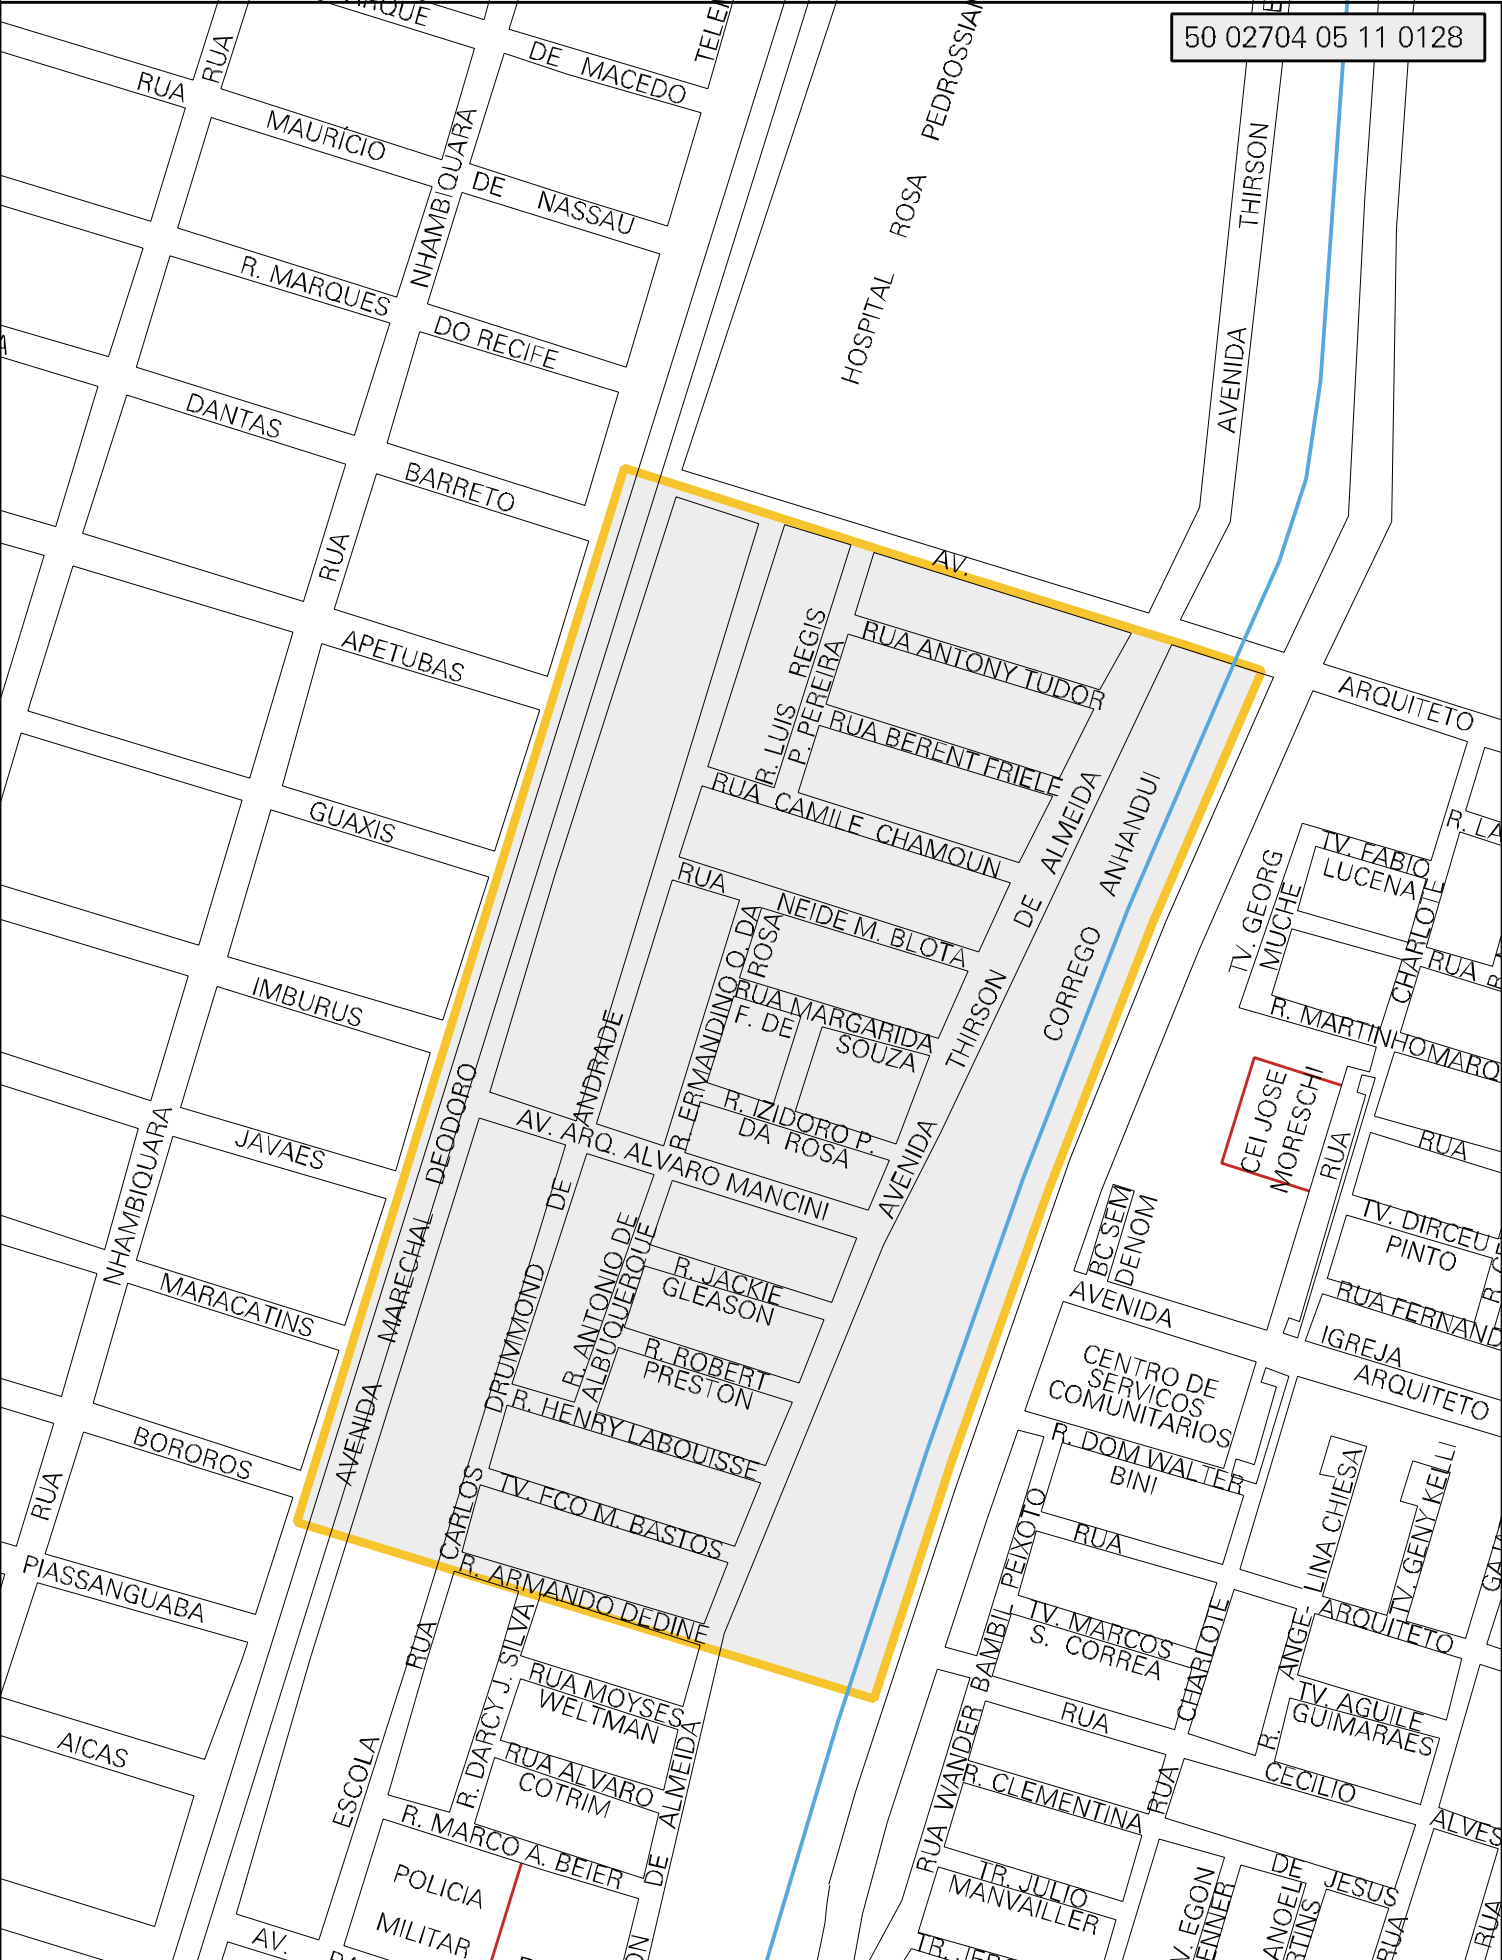 50 02704 05 11 0128
RUA
DE MACEDO
RUA
MAURÍCIO
DE NASSAU
NHAMBIQUARA
R. MARQUES
DO RECIFE
HOSPITAL ROSA
AVENIDA THIRSON
DANTAS
BARRETO
RUA
AV.
ARQUITETO
APETUBAS
RUA ANTONY TUDOR
R. LUIS REGIS
P. PEREIRA
RUA BERENT FRIELE
RUA CAMILE CHAMOUN
GUAXIS
RUA
NEIDE M. BLOTA
AVENIDA THIRSON DE ALMEIDA
CORREGO ANHANDUI
TV. FABIO
LUCENA
TV. GEORG
MUCHE
CHARLOTE
RUA
R. MARTINHO
IMBURUS
R. ERMANDINO O. DA
ROSA
RUA MARGARIDA
F. DE
SOUZA
R. IZIDORO P.
DA ROSA
AV. ARQ. ALVARO MANCINI
CEI JOSE
MORESCHI
RUA
RUA
JAVAES
NHAMBIQUARA
AVENIDA MARECHAL DEODORO
CARLOS DRUMMOND DE ANDRADE
R. ANTONIO DE
ALBUQUERQUE
R. JACKIE
GLEASON
R. ROBERT
PRESTON
R. HENRY LABOUISSE
TV. FCO M. BASTOS
R. ARMANDO DEDINE
BC SEM
DENOM
AVENIDA
TV. DIRCEU
PINTO
IGREJA
ARQUITETO
MARACATINS
CENTRO DE
SERVICOS
COMUNITARIOS
R. DOM WALTER
BINI
BOROROS
RUA
RUA
PIASSANGUABA
RUA WANDER BAMBIL PEIXOTO
LINA CHIESA
TV. GENY KELLI
TV. MARCOS
S. CORREA
CHARLOTE
R. ANGE-
ARQUITETO
TV. AGUILE
GUIMARAES
RUA
ESCOLA
RUA
R. DARCY J. SILVA
RUA MOYSES
WELTMAN
RUA ALVARO
COTRIM
DE ALMEIDA
AICAS
R. MARCO A. BEIER
POLICIA
MILITAR
R. CLEMENTINA
RUA
CECILIO
ALVES
TR. JULIO
MANVAILLER
DE JESUS
EGON
RUA
RUA
AV.